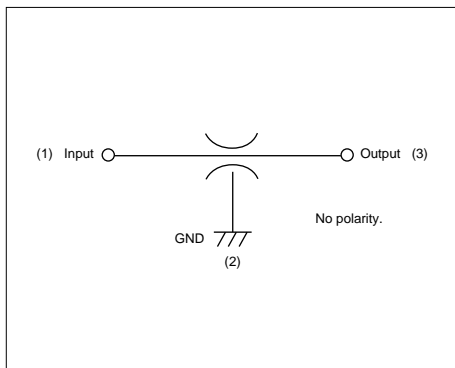 (1) Input Output (3)
No polarity.
GND
(2)